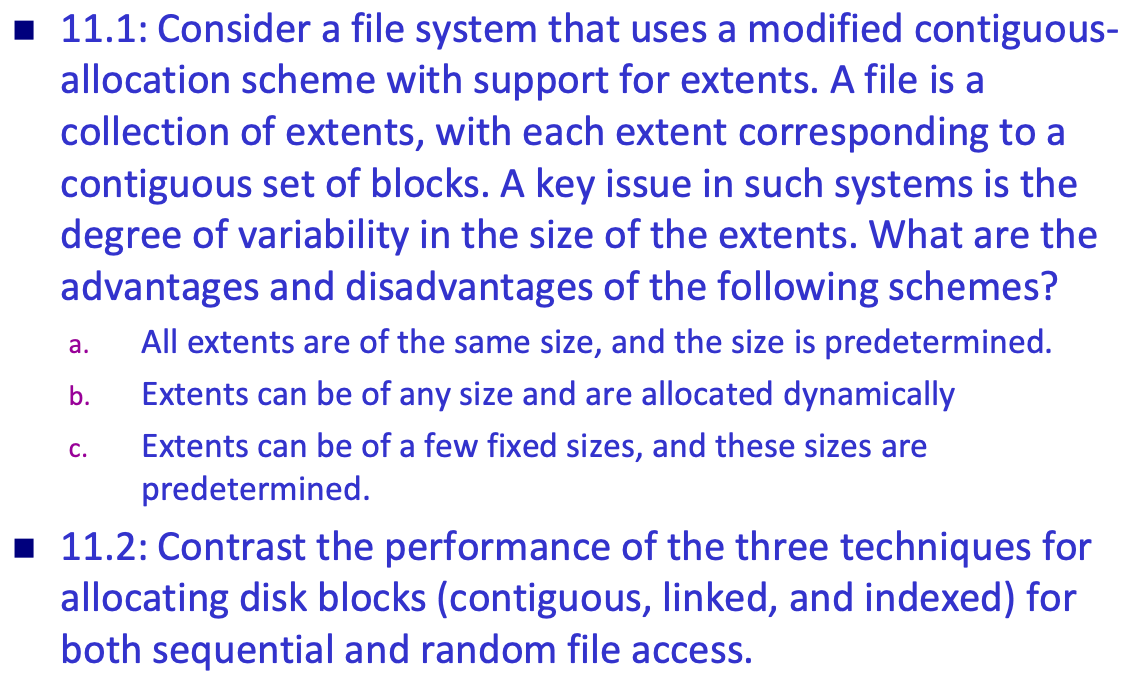 ■ 11.1: Consider a file system that uses a modified contiguous-
allocation scheme with support for extents. A file is a
collection of extents, with each extent corresponding to a
contiguous set of blocks. A key issue in such systems is the
degree of variability in the size of the extents. What are the
advantages and disadvantages of the following schemes?
a. All extents are of the same size, and the size is predetermined.
b. Extents can be of any size and are allocated dynamically
c. Extents can be of a few fixed sizes, and these sizes are
predetermined.
■ 11.2: Contrast the performance of the three techniques for
allocating disk blocks (contiguous, linked, and indexed) for
both sequential and random file access.